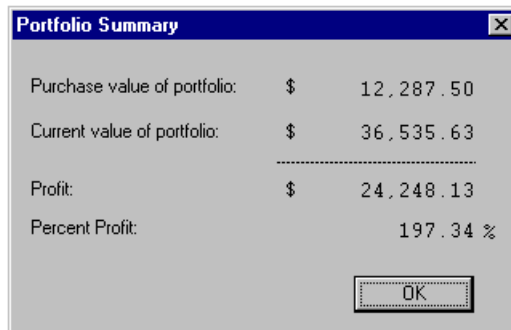 Portfolio Summary
Purchase value of portfolio: $ 12,287.50
Current value of portfolio: $ 36,535.63
Profit: $ 24,248.13
Percent Profit: 197.34 %
OK